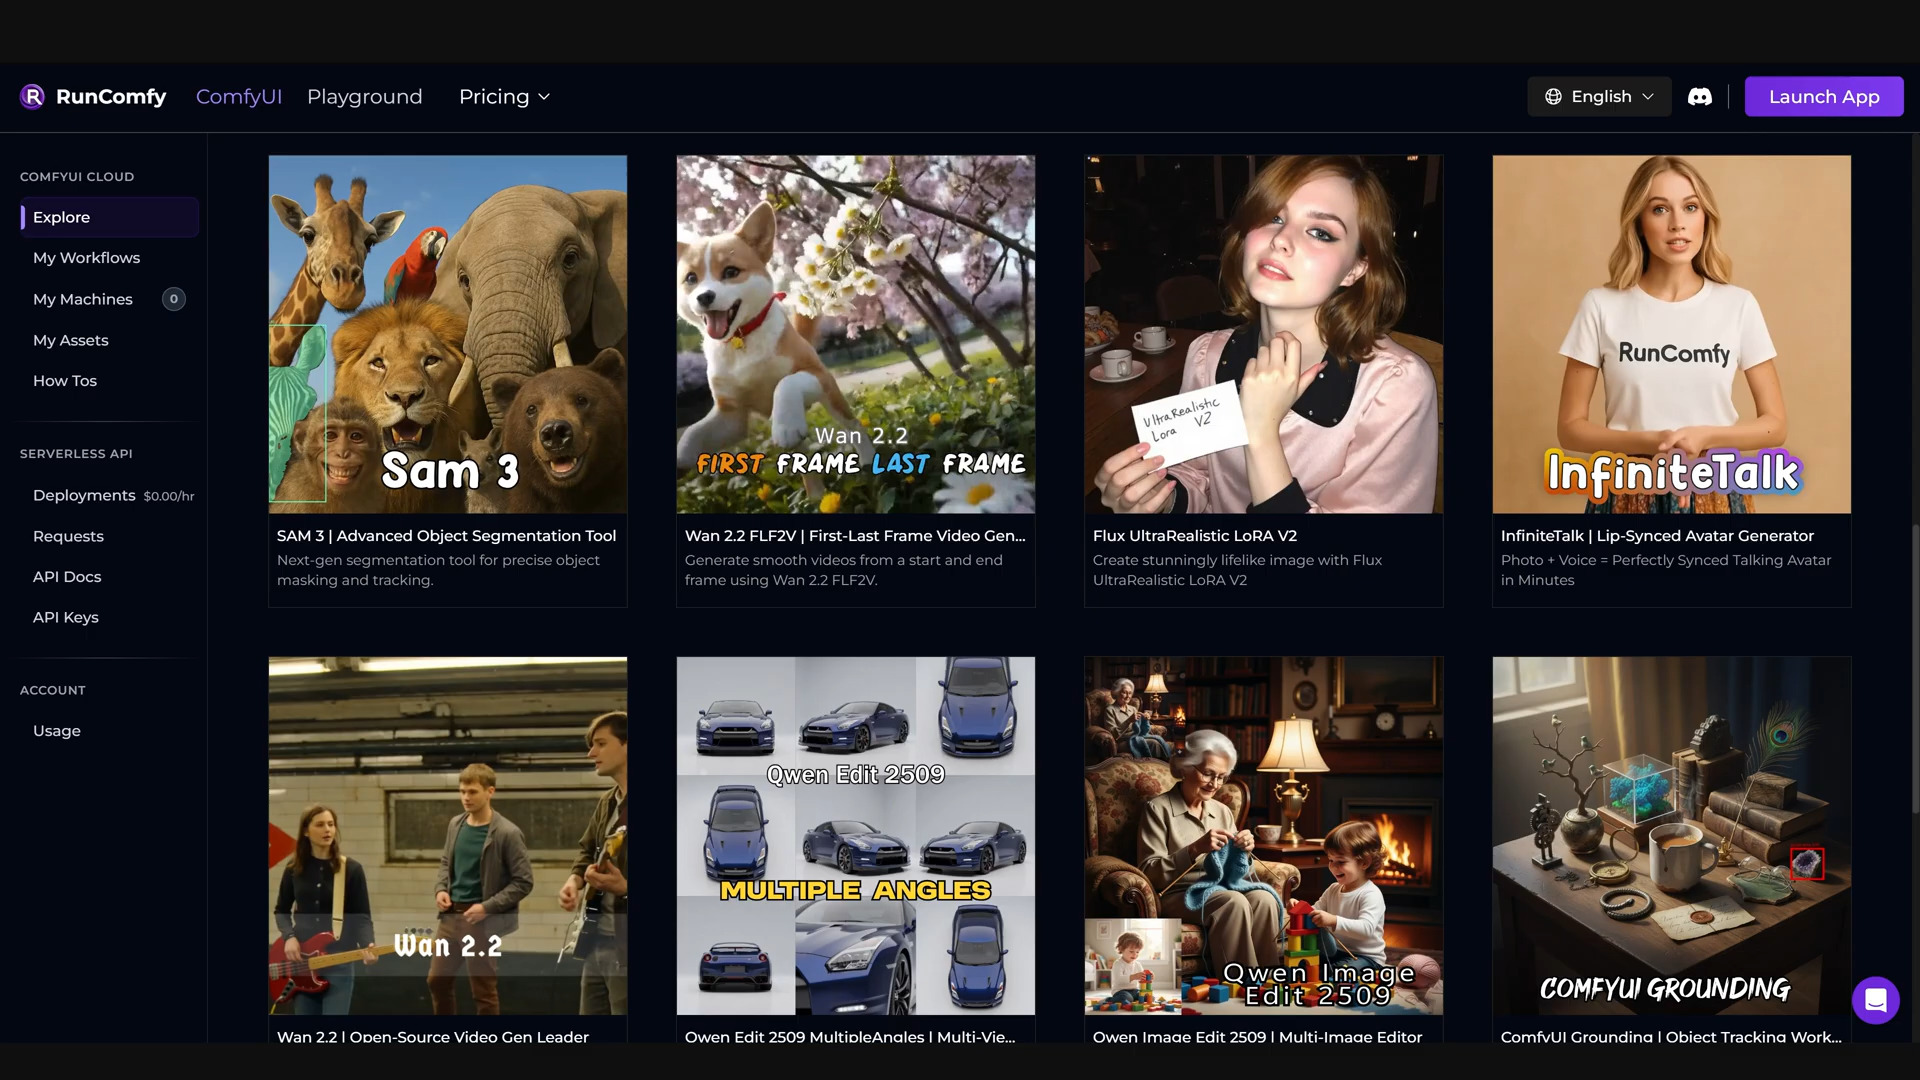 RunComfy
ComfyUI
Playground
Pricing
English
Launch App
COMFYUI CLOUD
Explore
My Workflows
My Machines 0
My Assets
How Tos
SERVERLESS API
Deployments $0.00/hr
Requests
API Docs
API Keys
ACCOUNT
Usage
Sam 3
SAM 3 | Advanced Object Segmentation Tool
Next-gen segmentation tool for precise object
masking and tracking.
Wan 2.2
FIRST FRAME LAST FRAME
Wan 2.2 FLF2V | First-Last Frame Video Gen...
Generate smooth videos from a start and end
frame using Wan 2.2 FLF2V.
UltraRealistic
Lora V2
Flux UltraRealistic LoRA V2
Create stunningly lifelike image with Flux
UltraRealistic LoRA V2
RunComfy
InfiniteTalk
InfiniteTalk | Lip-Synced Avatar Generator
Photo + Voice = Perfectly Synced Talking Avatar
in Minutes
Wan 2.2
Wan 2.2 | Open-Source Video Gen Leader
Qwen Edit 2509
MULTIPLE ANGLES
Qwen Edit 2509 MultipleAngles | Multi-Vie...
Qwen Image
Edit 2509
Qwen Image Edit 2509 | Multi-Image Editor
COMFYUI GROUNDING
ComfyUI Grounding | Object Tracking Work...